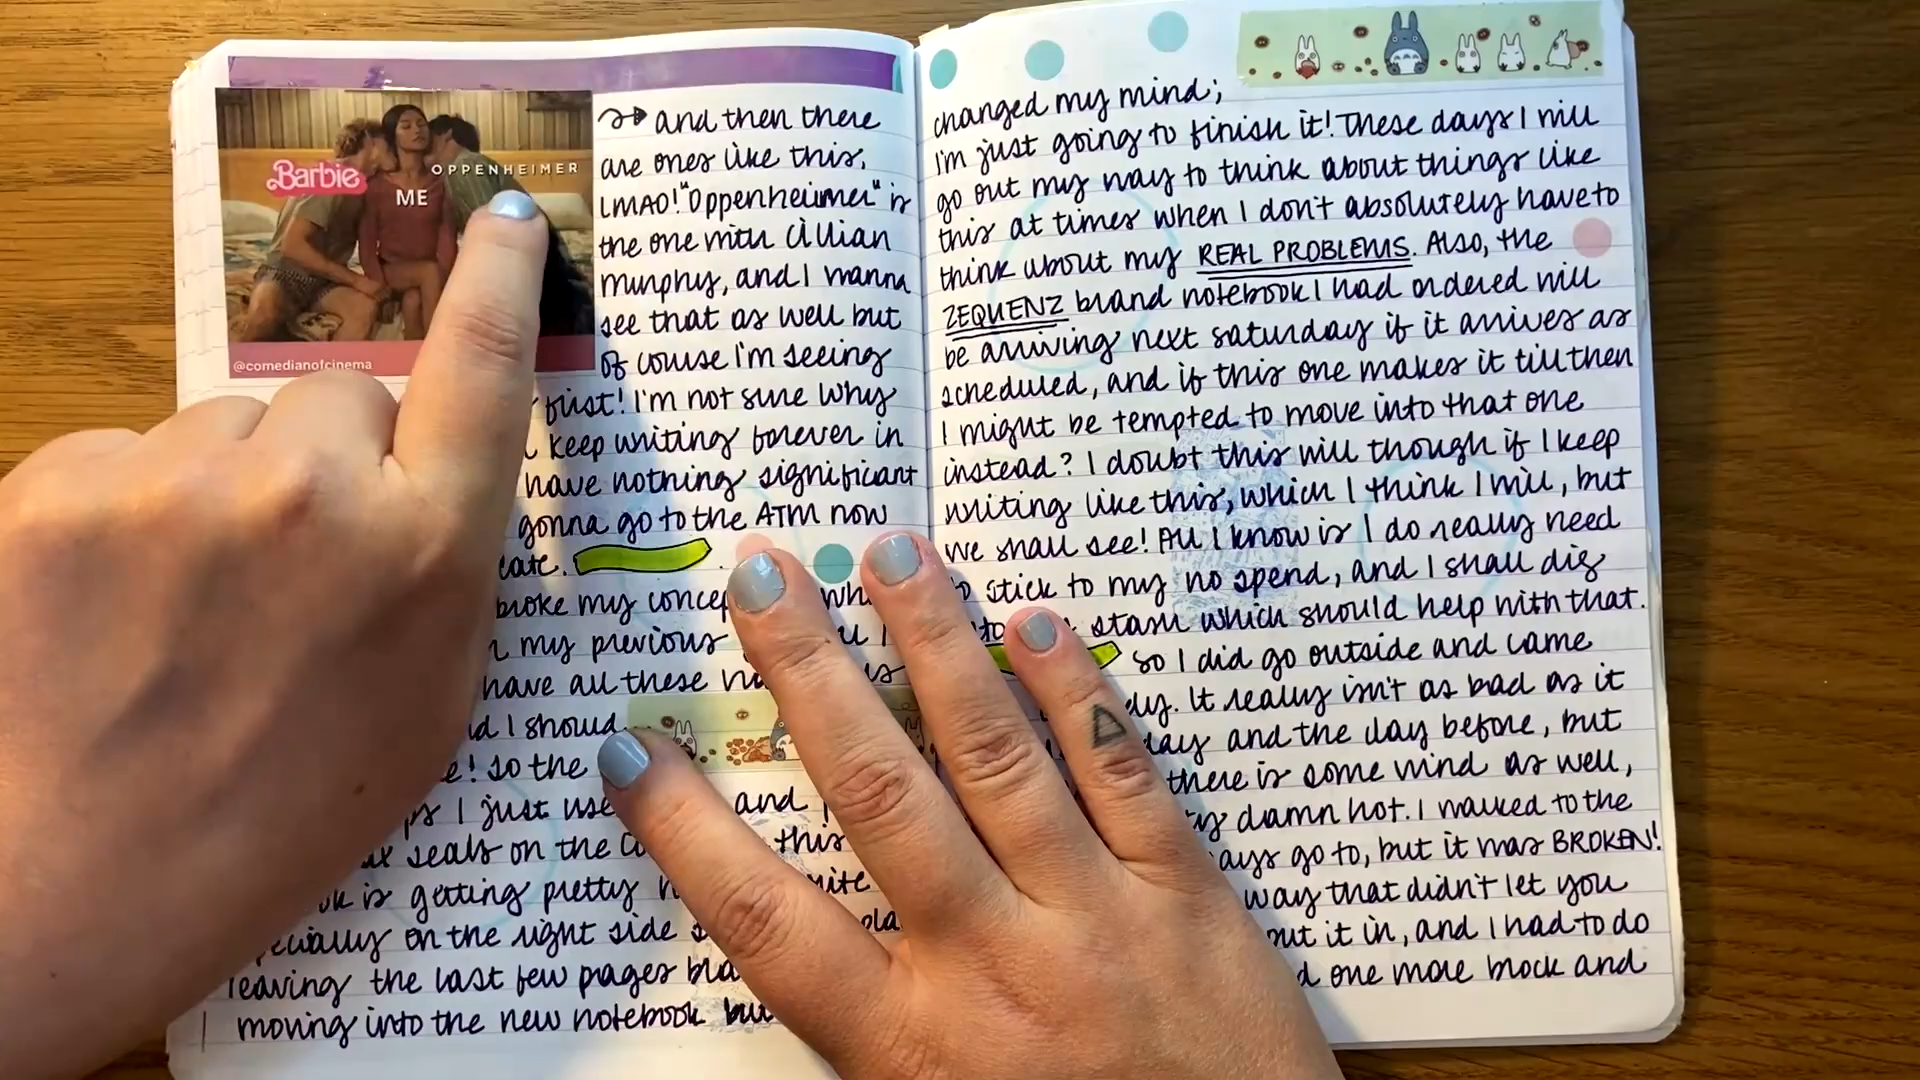 Barbie
OPPENHEIMER
ME
@comedianofcinema
and then there
are ones like this,
LMAO! "Oppenheimer" is
the one with Cillian
Murphy, and I wanna
see that as well but
of course I'm seeing
first! I'm not sure why
keep writing forever in
have nothing significant
gonna go to the ATM now
broke my
my previous
have all these
I should
! So the
I just use and
seals on the this
is getting pretty
on the right side
leaving the last few pages
moving into the new notebook but
changed my mind;
I'm just going to finish it! These days I will
go out my way to think about things like
this at times when I don't absolutely have to
think about my REAL PROBLEMS. Also, the
ZEQUENZ brand notebook I had ordered will
be arriving next saturday if it arrives as
scheduled, and if this one makes it till then
I might be tempted to move into that one
instead? I doubt this will though if I keep
writing like this, which I think I will, but
we shall see! All I know is I do really need
to stick to my no spend, and I shall dig
stash which should help with that.
So I did go outside and came
. It really isn't as bad as it
day and the day before, but
there is some wind as well,
damn hot. I walked to the
go to, but it was BROKEN!
way that didn't let you
put it in, and I had to do
one more block and